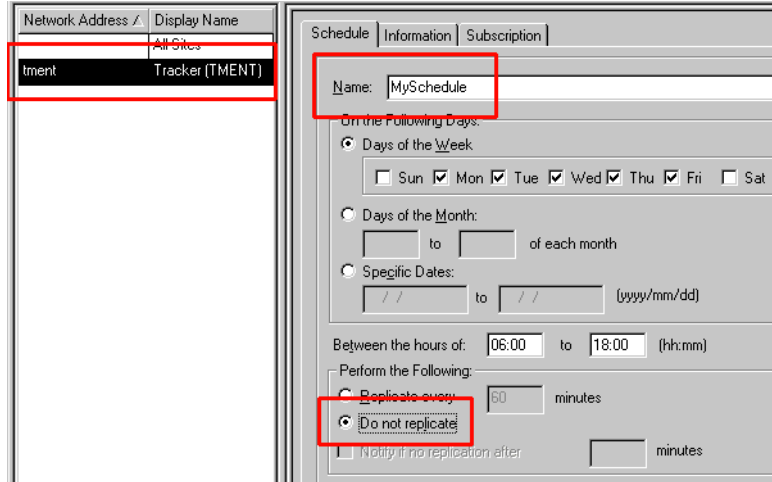 Network Address Display Name
All Sites
tment Tracker (TMENT)
Schedule Information Subscription
Name: MySchedule
On the Following Days:
Days of the Week
Sun Mon Tue Wed Thu Fri Sat
Days of the Month:
to of each month
Specific Dates:
/ / to / / (yyyy/mm/dd)
Between the hours of: 06:00 to 18:00 (hh:mm)
Perform the Following:
Replicate every 60 minutes
Do not replicate
Notify if no replication after minutes